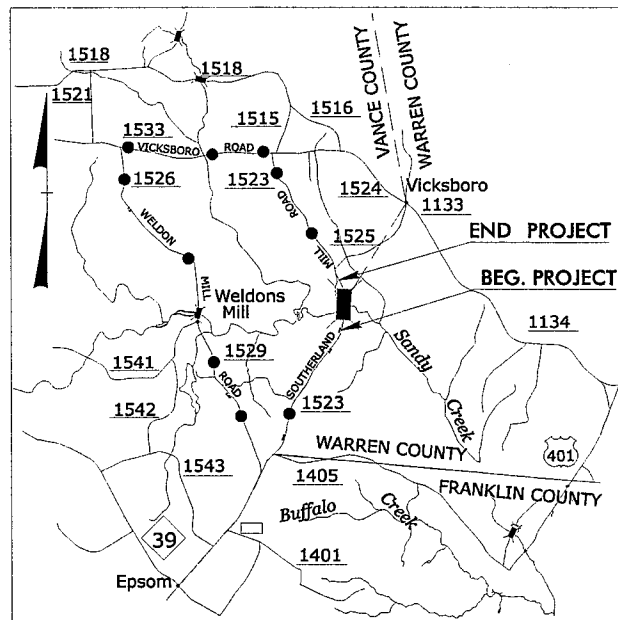 1518
1518
1521
1516
1533
1515
VANCE COUNTY
WARREN COUNTY
VICKSBORO
ROAD
1526
1523
1524
Vicksboro
1133
ROAD
WELDON
1525
END PROJECT
MILL
MILL
Weldons
Mill
BEG. PROJECT
1541
1529
SOUTHERLAND
Sandy
Creek
1134
ROAD
1542
1523
WARREN COUNTY
401
1543
1405
FRANKLIN COUNTY
Buffalo
Creek
39
1401
Epsom